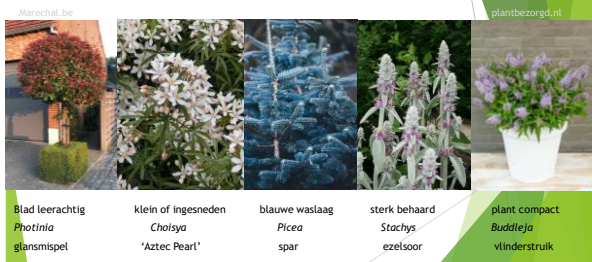 Marechal.be
plantbezorgd.nl
Blad leerachtig
Photinia
glansmispel
klein of ingesneden
Choisya
‘Aztec Pearl’
blauwe waslaag
Picea
spar
sterk behaard
Stachys
ezelsoor
plant compact
Buddleja
vlinderstruik